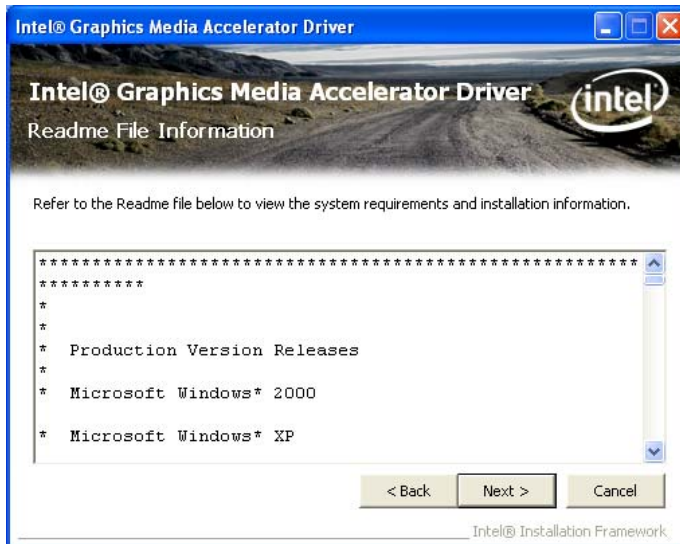 Intel® Graphics Media Accelerator Driver
Intel® Graphics Media Accelerator Driver
intel
Readme File Information
Refer to the Readme file below to view the system requirements and installation information.
********************************************************
**********
*
*
* Production Version Releases
*
* Microsoft Windows* 2000
* Microsoft Windows* XP
< Back Next > Cancel
Intel® Installation Framework